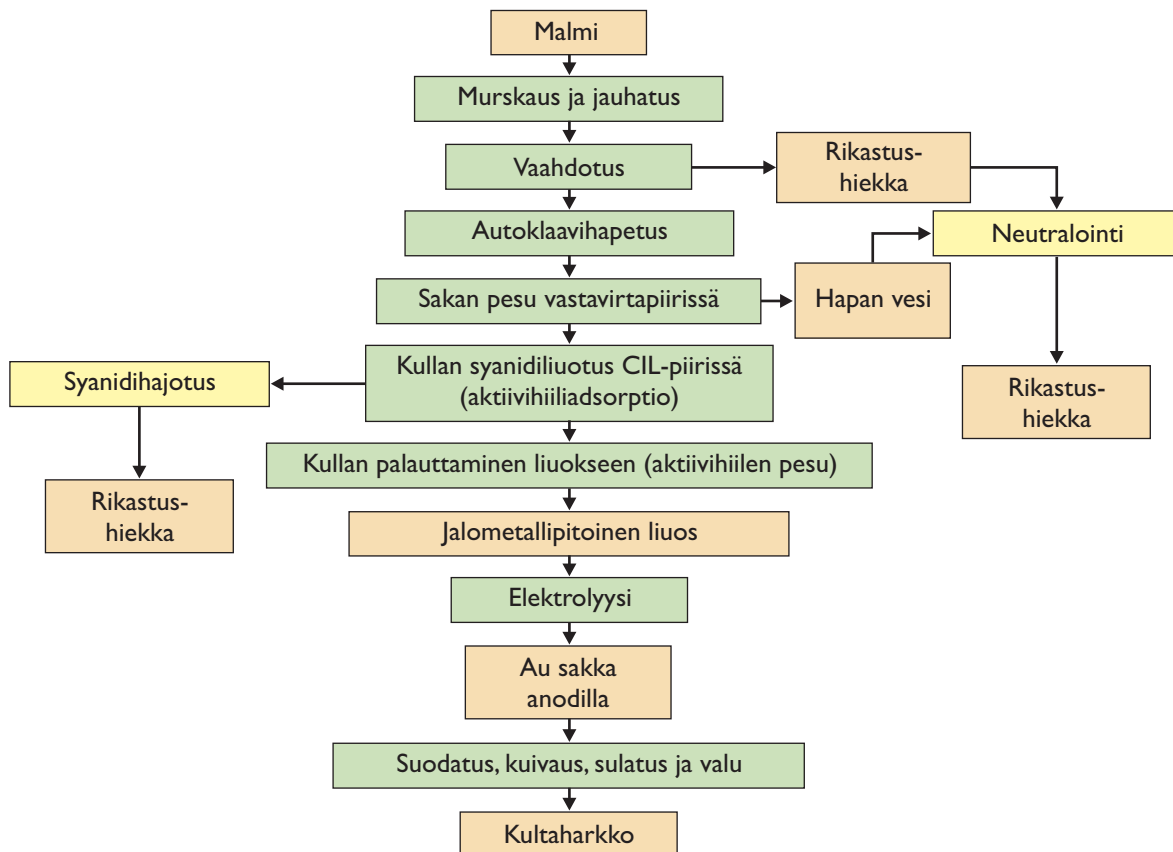 Malmi
Murskaus ja jauhatus
Vaahdotus
Rikastus-
hiekka
Autoklaavihapetus
Neutralointi
Sakan pesu vastavirtapiirissä
Hapan vesi
Kullan syanidiliuotus CIL-piirissä
(aktiivihiiliadsorptio)
Syanidihajotus
Rikastus-
hiekka
Kullan palauttaminen liuokseen (aktiivihiilen pesu)
Rikastus-
hiekka
Jalometallipitoinen liuos
Elektrolyysi
Au sakka
anodilla
Suodatus, kuivaus, sulatus ja valu
Kultaharkko